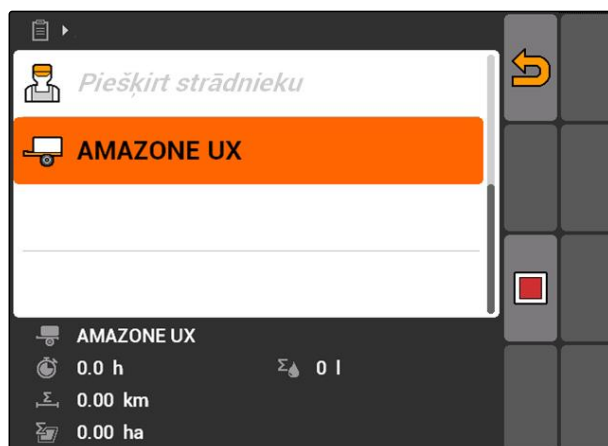 Piešķirt strādnieku
AMAZONE UX
AMAZONE UX
0.0 h Σ 0 l
Σ 0.00 km
Σ 0.00 ha